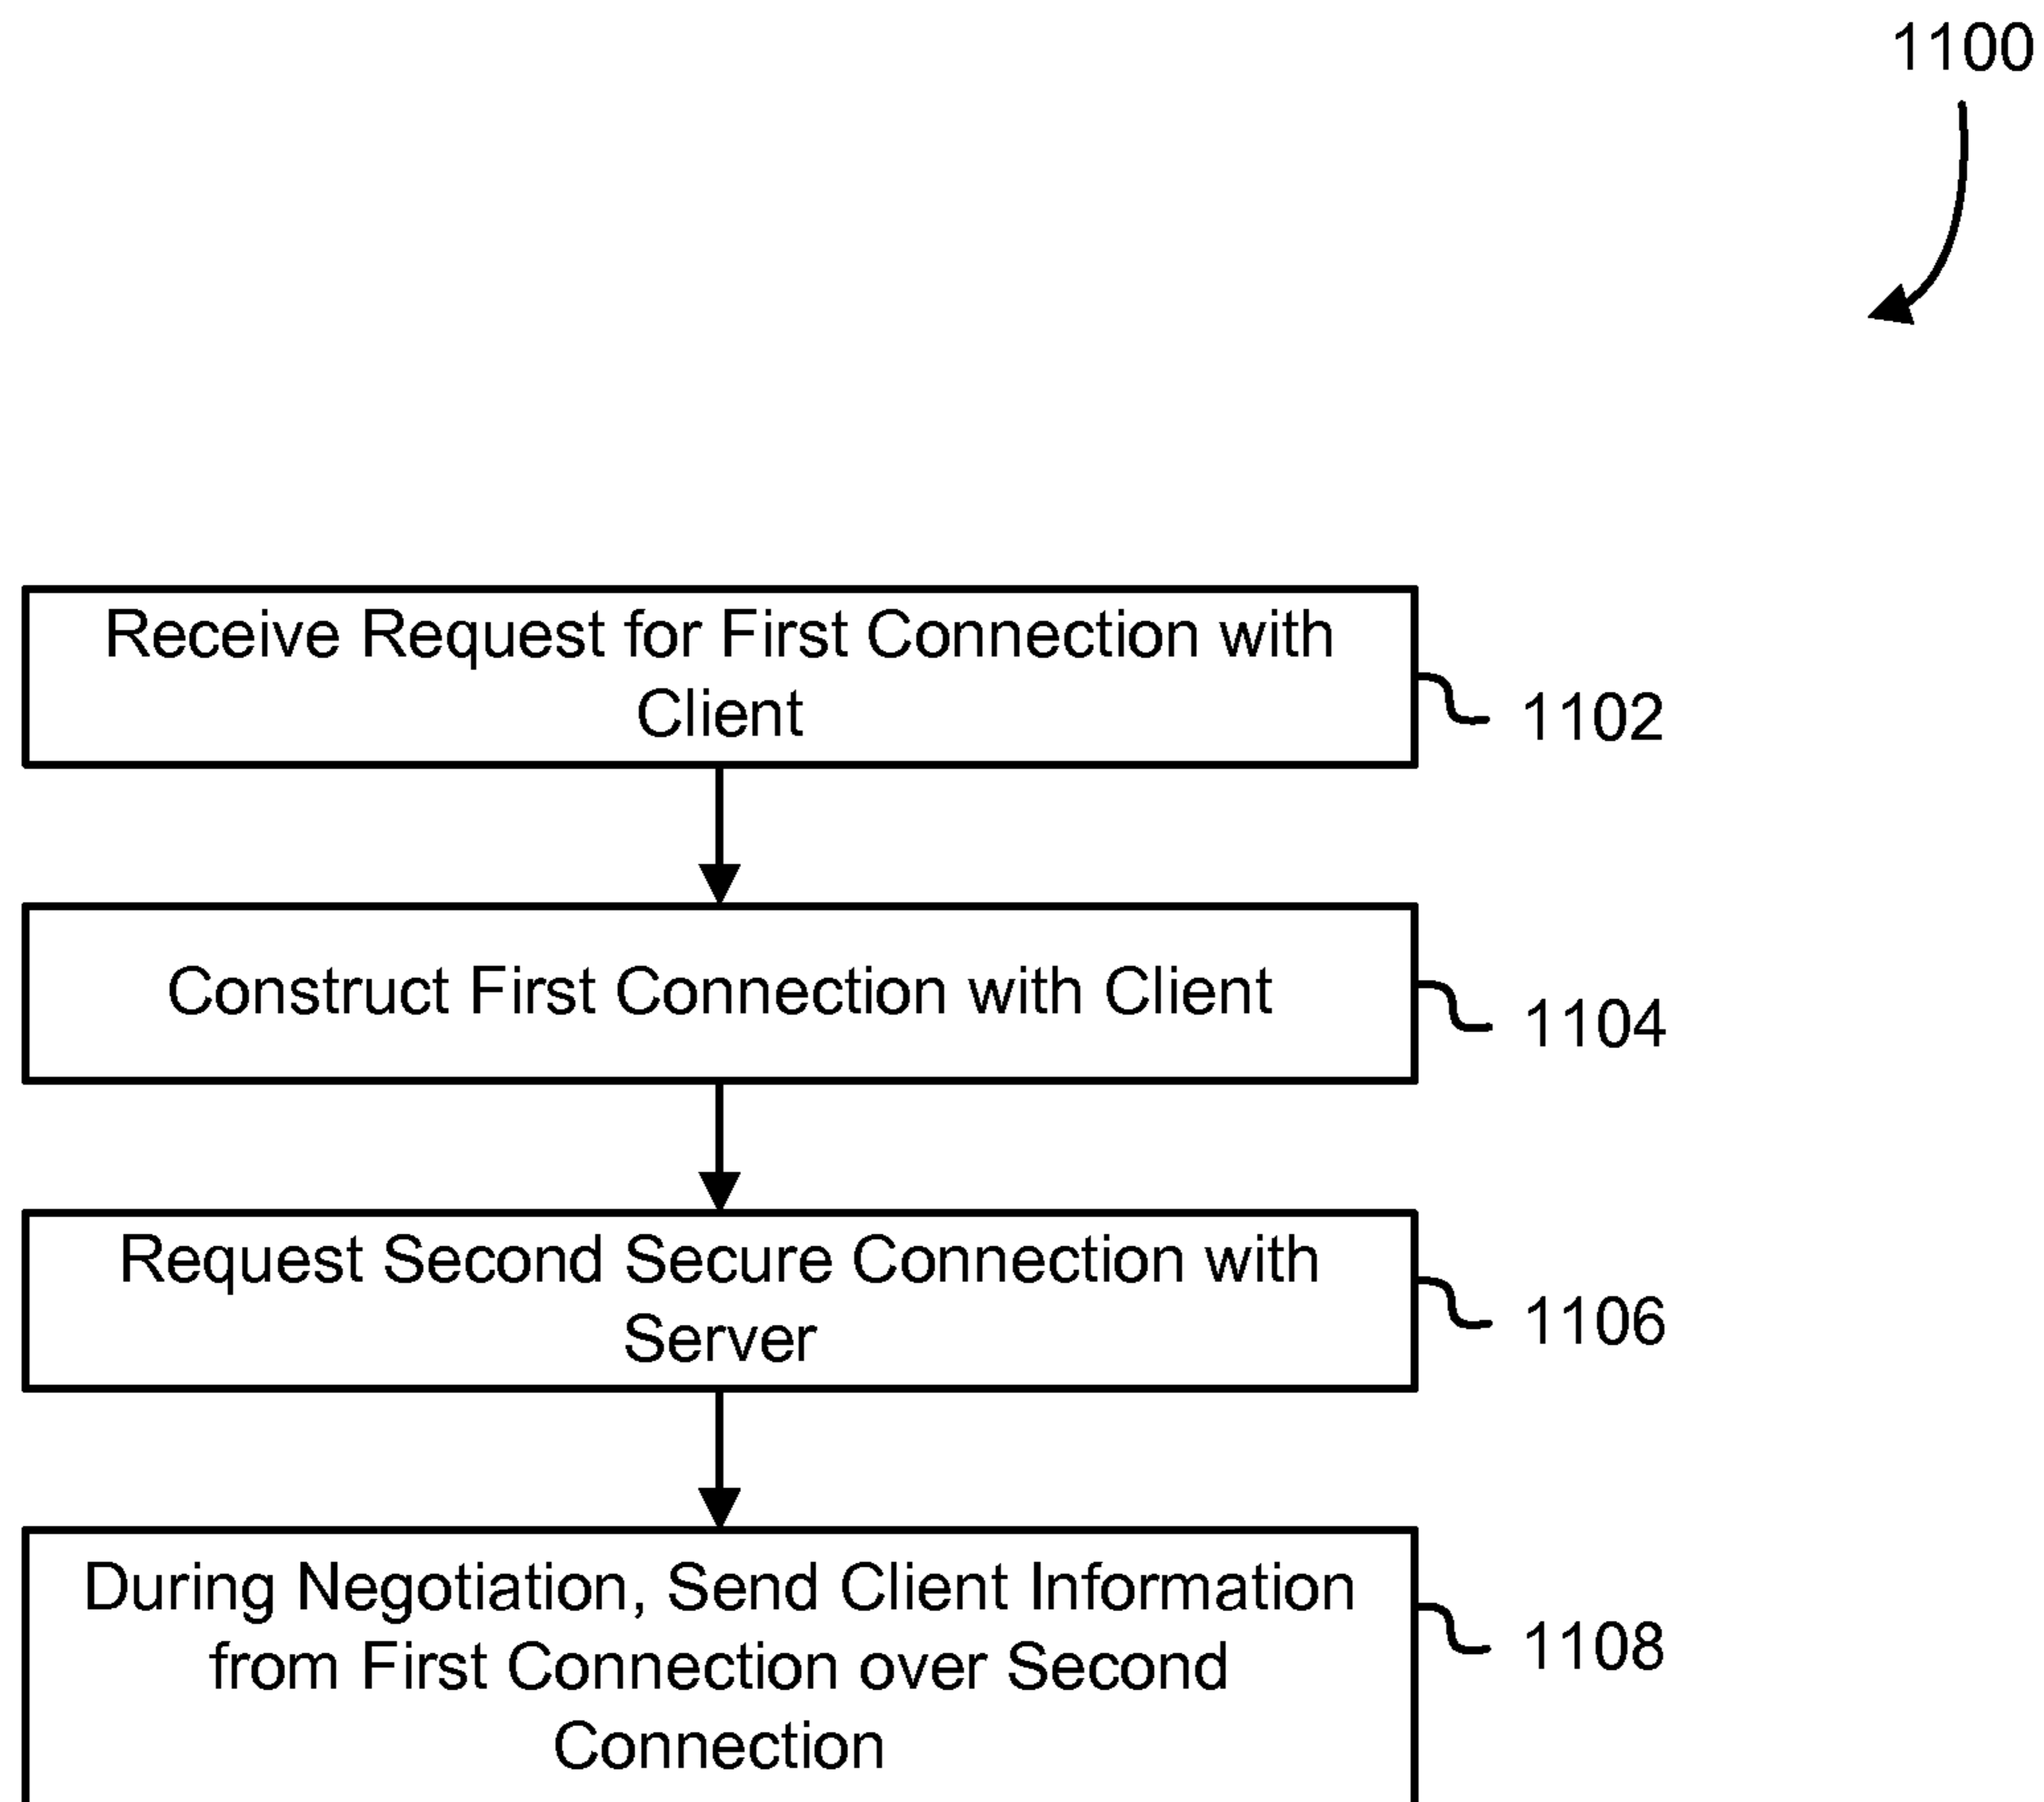 1100
Receive Request for First Connection with
Client
1102
Construct First Connection with Client
1104
Request Second Secure Connection with
Server
1106
During Negotiation, Send Client Information
from First Connection over Second
Connection
1108